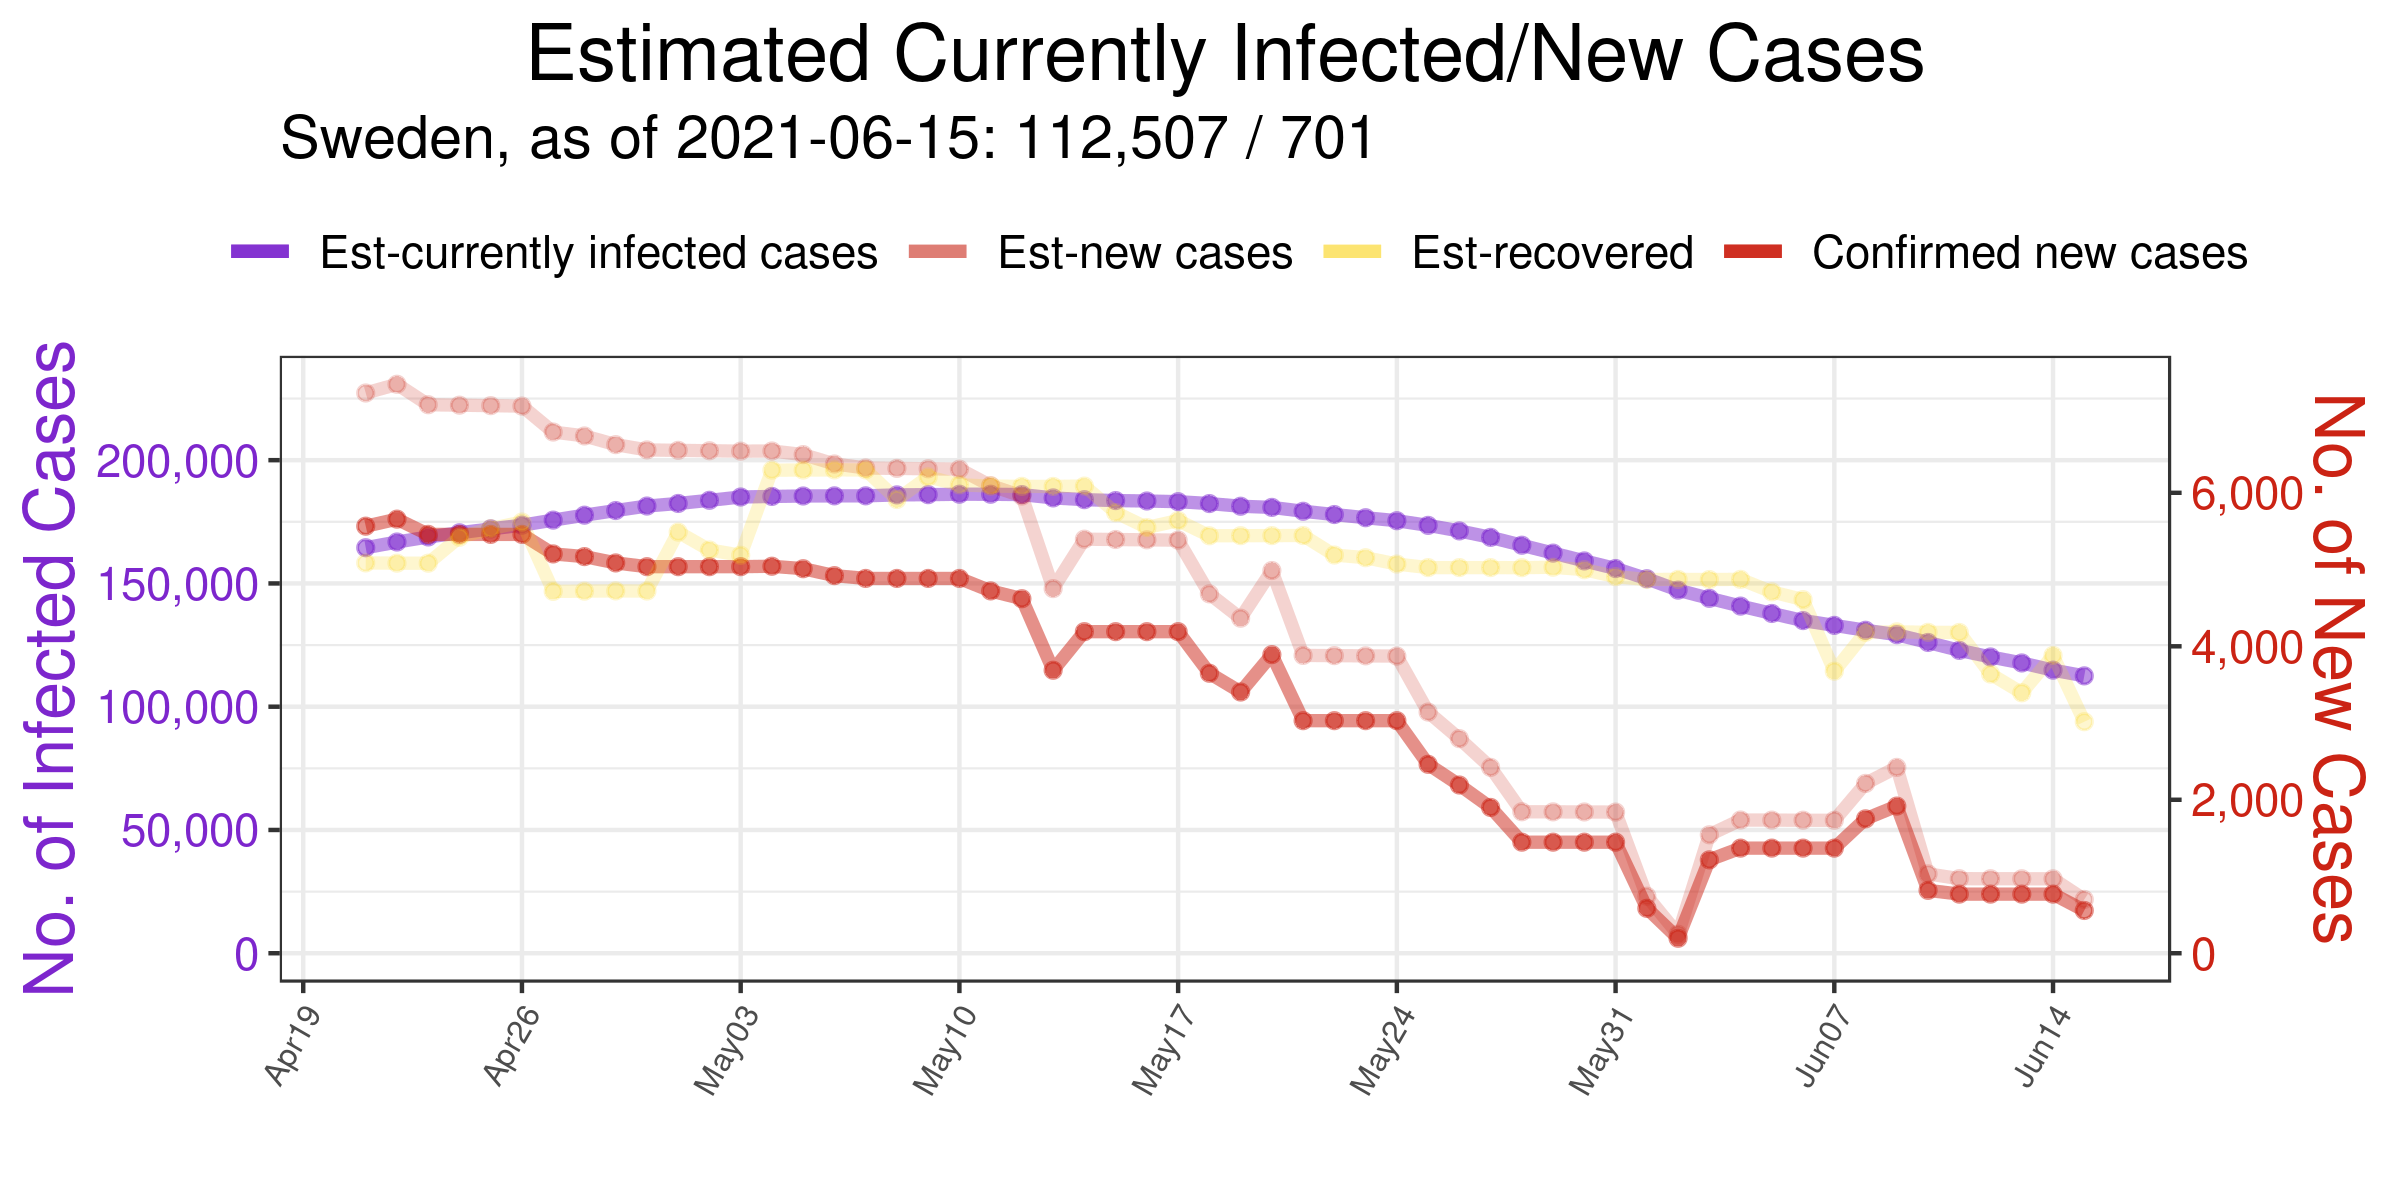 Estimated Currently Infected/New Cases
Sweden, as of 2021-06-15: 112,507 / 701
Est-currently infected cases Est-new cases Est-recovered Confirmed new cases
No. of Infected Cases
200,000
150,000
100,000
50,000
0
6,000
4,000
2,000
0
No. of New Cases
Apr19 Apr26 May03 May10 May17 May24 May31 Jun07 Jun14